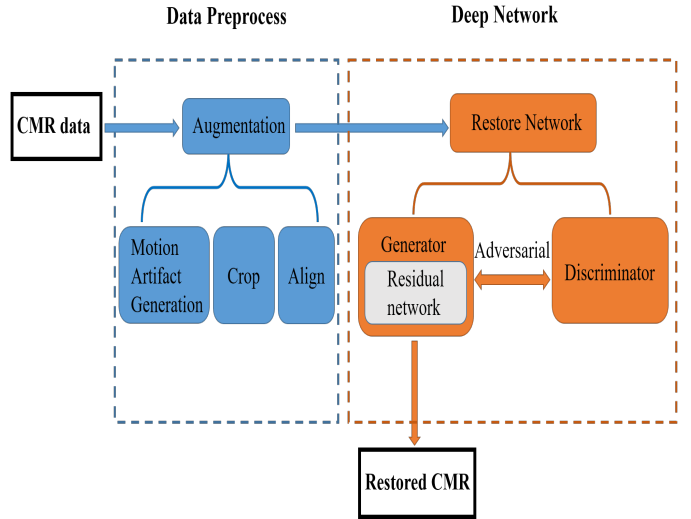 Data Preprocess
Deep Network
CMR data
Augmentation
Restore Network
Motion
Artifact
Generation
Crop
Align
Generator
Residual
network
Adversarial
Discriminator
Restored CMR